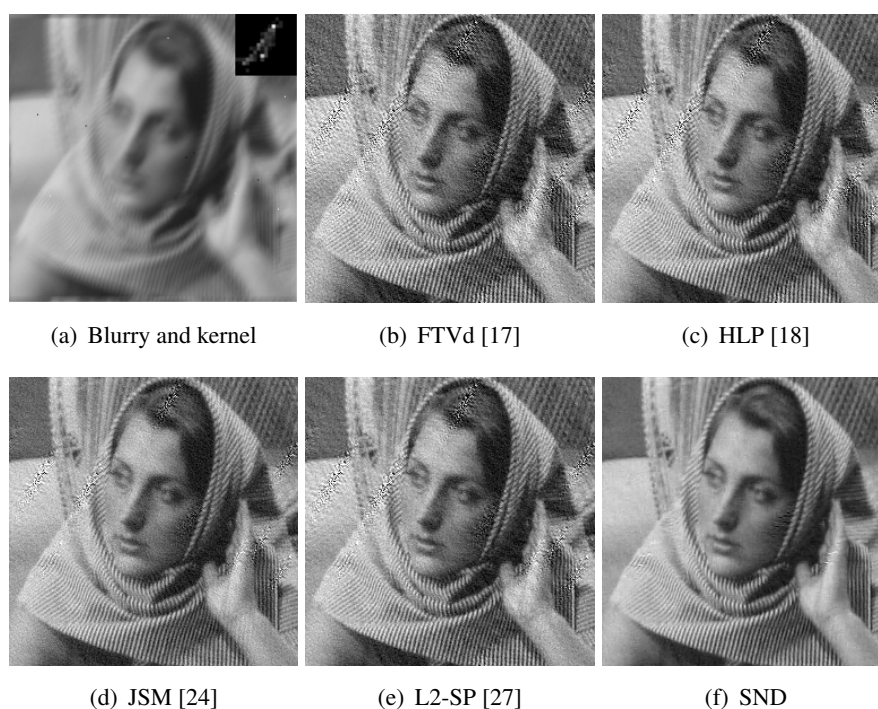 (a) Blurry and kernel
(b) FTVd [17]
(c) HLP [18]
(d) JSM [24]
(e) L2-SP [27]
(f) SND